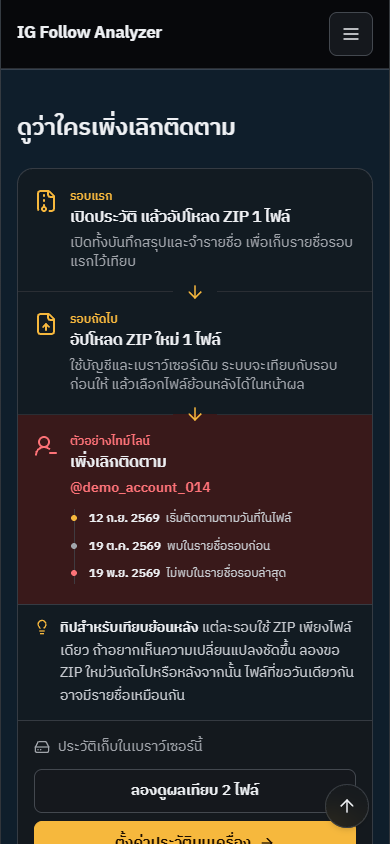 IG Follow Analyzer
ดูว่าใครเพิ่งเลิกติดตาม
รอบแรก
เปิดประวัติ แล้วอัปโหลด ZIP 1 ไฟล์
เปิดทั้งบันทึกสรุปและจำรายชื่อ เพื่อเก็บรายชื่อรอบ
แรกไว้เทียบ
รอบถัดไป
อัปโหลด ZIP ใหม่ 1 ไฟล์
ใช้บัญชีและเบราว์เซอร์เดิม ระบบจะเทียบกับรอบ
ก่อนให้ แล้วเลือกไฟล์ย้อนหลังได้ในหน้าผล
ตัวอย่างไทม์ไลน์
เพิ่งเลิกติดตาม
@demo_account_014
12 ก.ย. 2569 เริ่มติดตามตามวันที่ในไฟล์
19 ต.ค. 2569 พบในรายชื่อรอบก่อน
19 พ.ย. 2569 ไม่พบในรายชื่อรอบล่าสุด
ทิปสำหรับเทียบย้อนหลัง แต่ละรอบใช้ ZIP เพียงไฟล์
เดียว ถ้าอยากเห็นความเปลี่ยนแปลงชัดขึ้น ลองขอ
ZIP ใหม่วันถัดไปหรือหลังจากนั้น ไฟล์ที่ขอวันเดียวกัน
อาจมีรายชื่อเหมือนกัน
ประวัติเก็บในเบราว์เซอร์นี้
ลองดูผลเทียบ 2 ไฟล์
ตั้งค่าประวัติบนเครื่อง